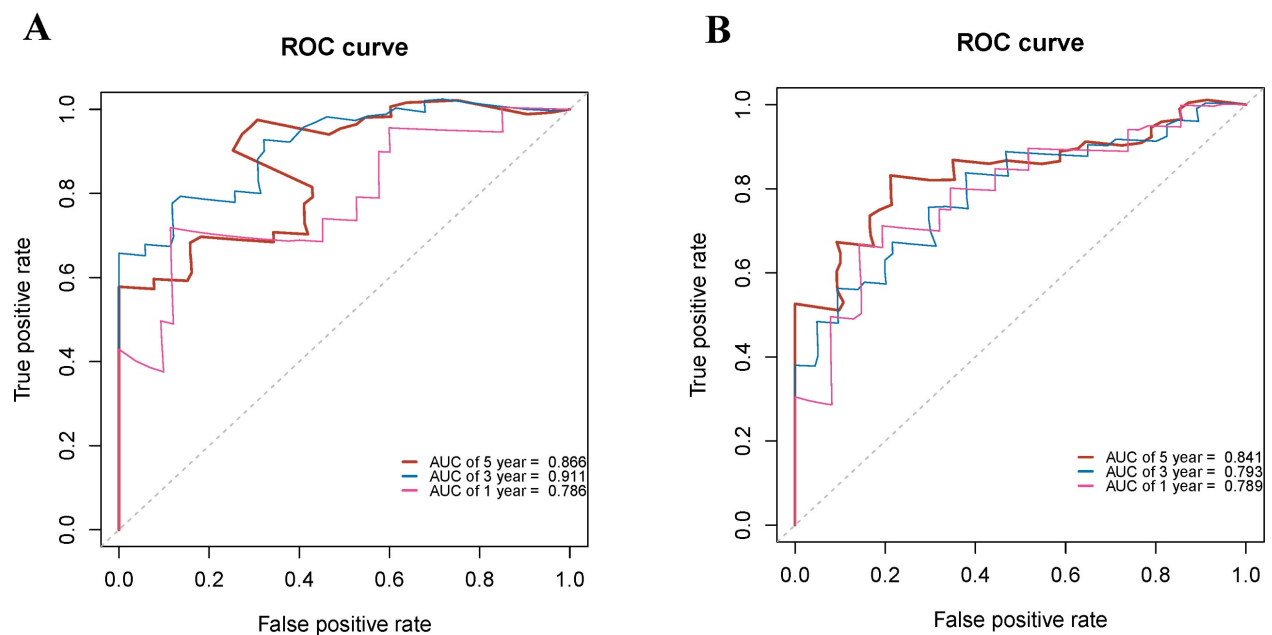 A
ROC curve
True positive rate
1.0
0.8
0.6
0.4
0.2
0.0
AUC of 5 year = 0.866
AUC of 3 year = 0.911
AUC of 1 year = 0.786
0.0 0.2 0.4 0.6 0.8 1.0
False positive rate
B
ROC curve
True positive rate
1.0
0.8
0.6
0.4
0.2
0.0
AUC of 5 year = 0.841
AUC of 3 year = 0.793
AUC of 1 year = 0.789
0.0 0.2 0.4 0.6 0.8 1.0
False positive rate